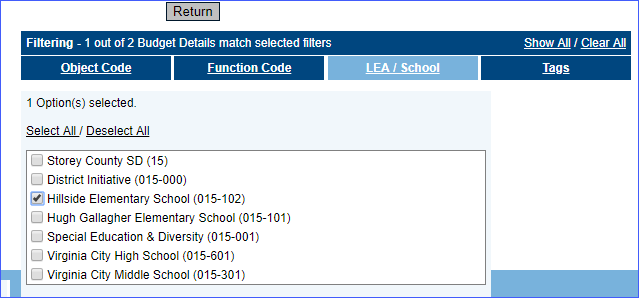 Return
Filtering - 1 out of 2 Budget Details match selected filters Show All / Clear All
Object Code Function Code LEA / School Tags
1 Option(s) selected.
Select All / Deselect All
Storey County SD (15)
District Initiative (015-000)
Hillside Elementary School (015-102)
Hugh Gallagher Elementary School (015-101)
Special Education & Diversity (015-001)
Virginia City High School (015-601)
Virginia City Middle School (015-301)